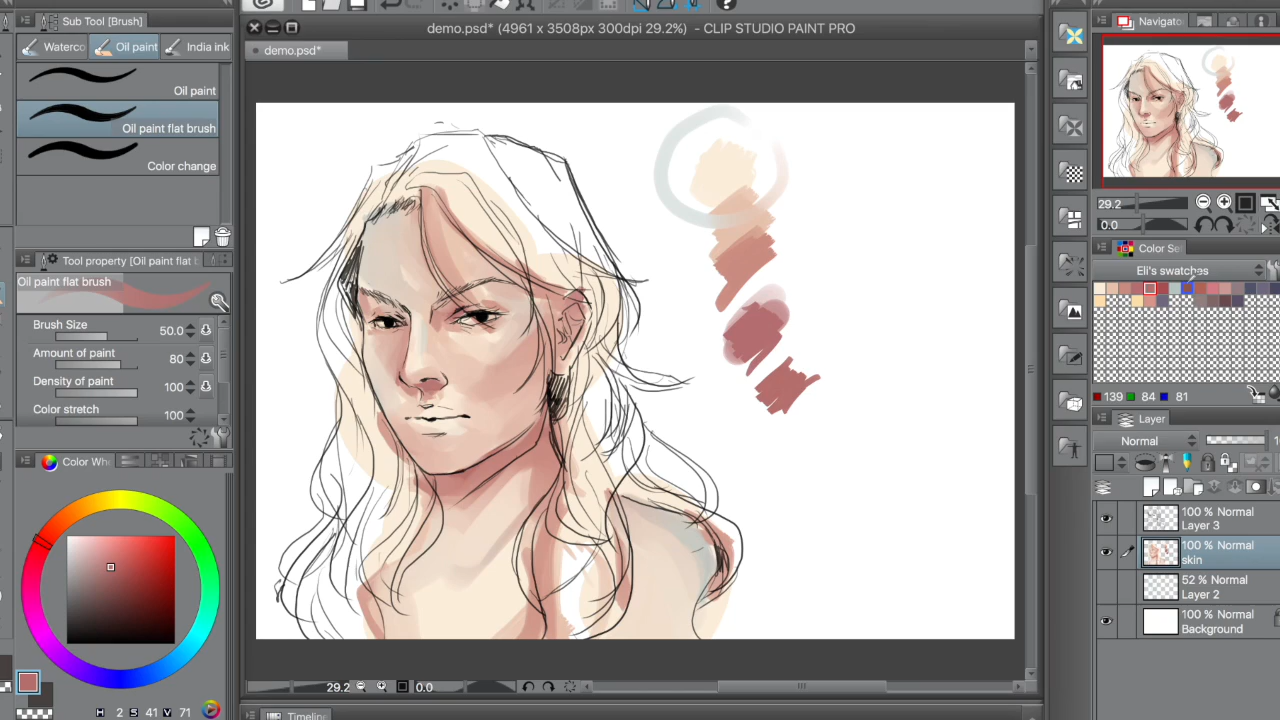 demo.psd* (4961 x 3508px 300dpi 29.2%) - CLIP STUDIO PAINT PRO
demo.psd*
Sub Tool [Brush]
Waterco
Oil paint
India ink
Oil paint
Oil paint flat brush
Color change
Tool property [Oil paint flat b
Oil paint flat brush
Brush Size 50.0
Amount of paint 80
Density of paint 100
Color stretch 100
Color Whe
H 2 S 41 V 71
29.2
0.0
Timeline
Navigator
29.2
0.0
Color Se
Eli's swatches
139 84 81
Layer
Normal
100 % Normal
Layer 3
100 % Normal
skin
52 % Normal
Layer 2
100 % Normal
Background